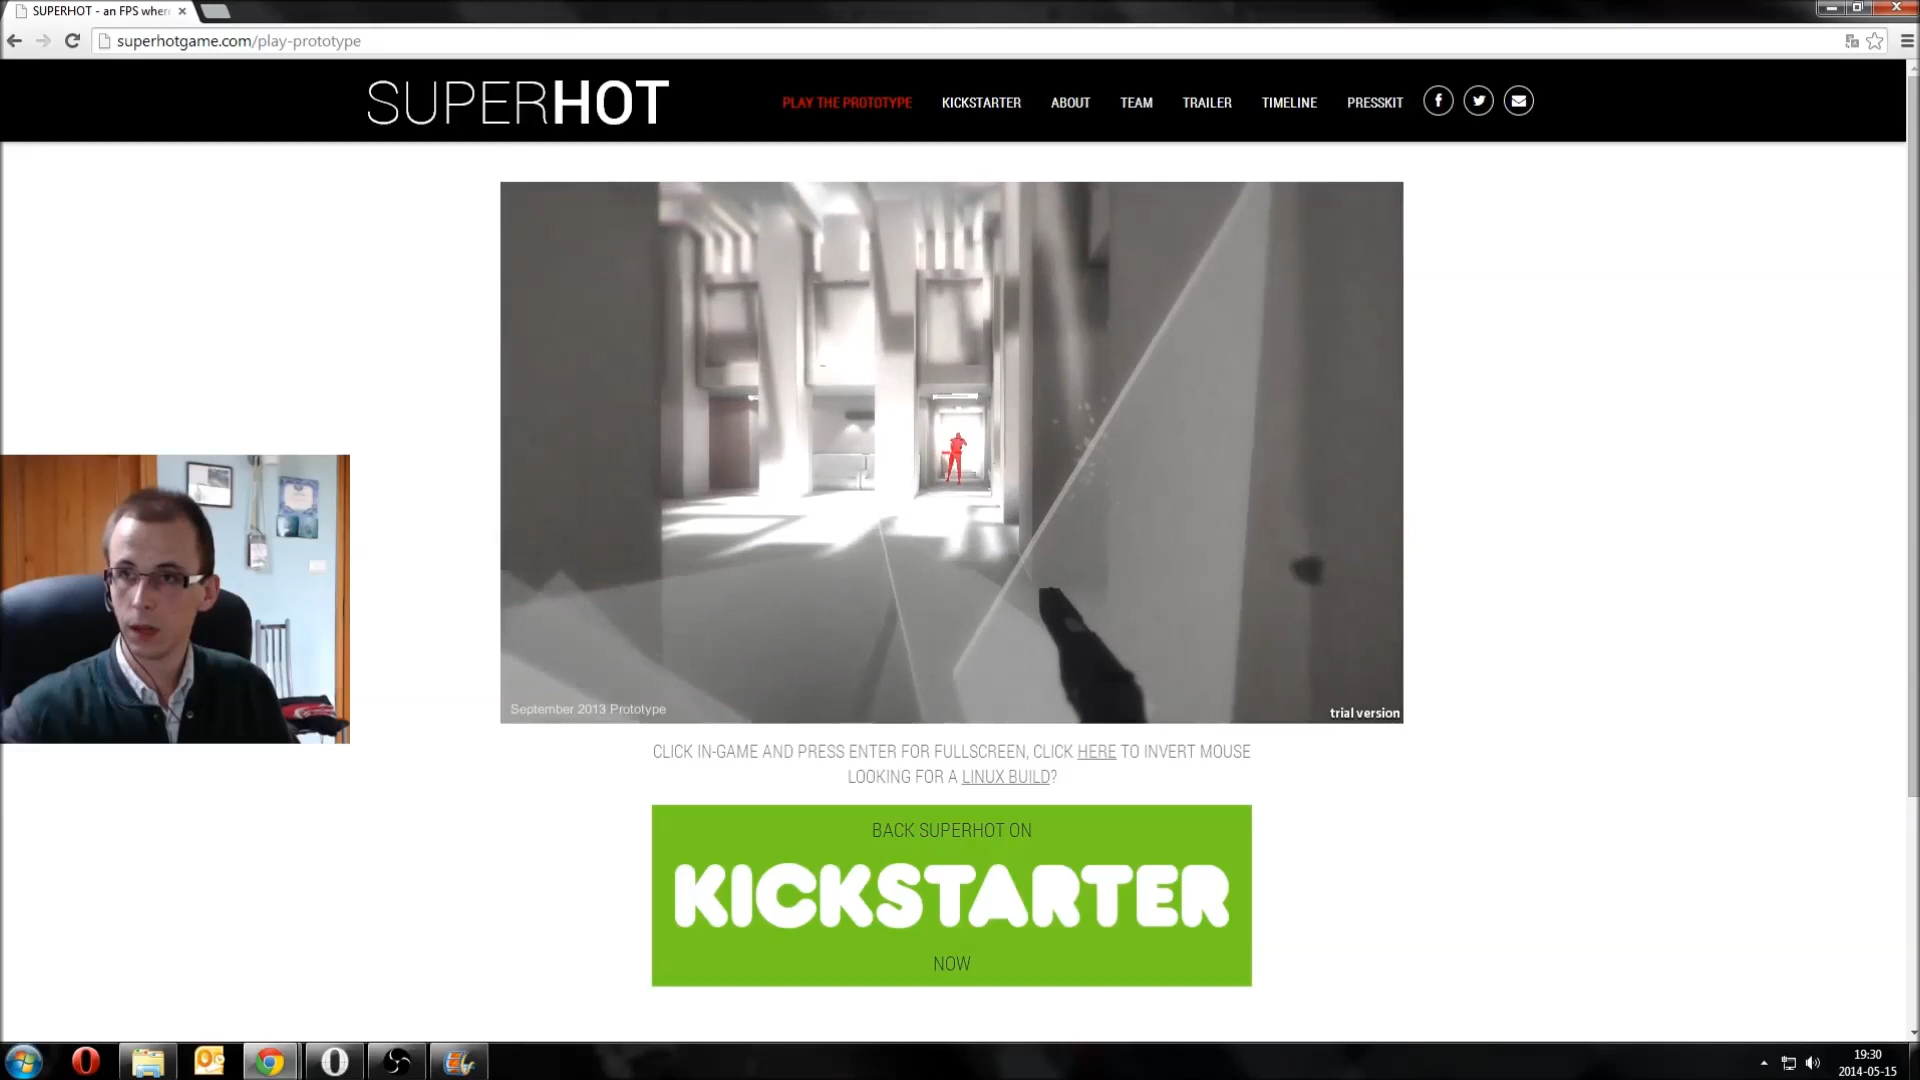 SUPERHOT - an FPS wher
superhotgame.com/play-prototype
SUPERHOT
PLAY THE PROTOTYPE
KICKSTARTER
ABOUT
TEAM
TRAILER
TIMELINE
PRESSKIT
September 2013 Prototype
trial version
CLICK IN-GAME AND PRESS ENTER FOR FULLSCREEN, CLICK HERE TO INVERT MOUSE
LOOKING FOR A LINUX BUILD?
BACK SUPERHOT ON
KICKSTARTER
NOW
19:30
2014-05-15